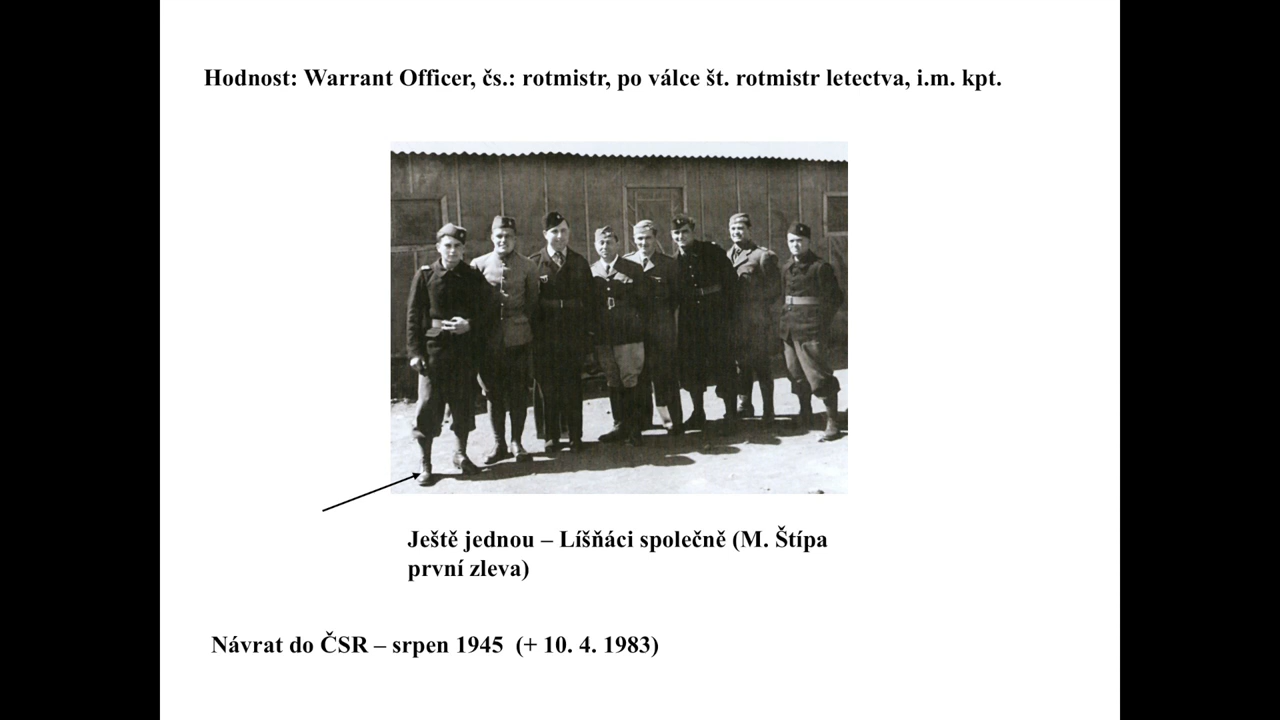 Hodnost: Warrant Officer, čs.: rotmistr, po válce št. rotmistr letectva, i.m. kpt.
Ještě jednou – Líšňáci společně (M. Štípa
první zleva)
Návrat do ČSR – srpen 1945  (+ 10. 4. 1983)